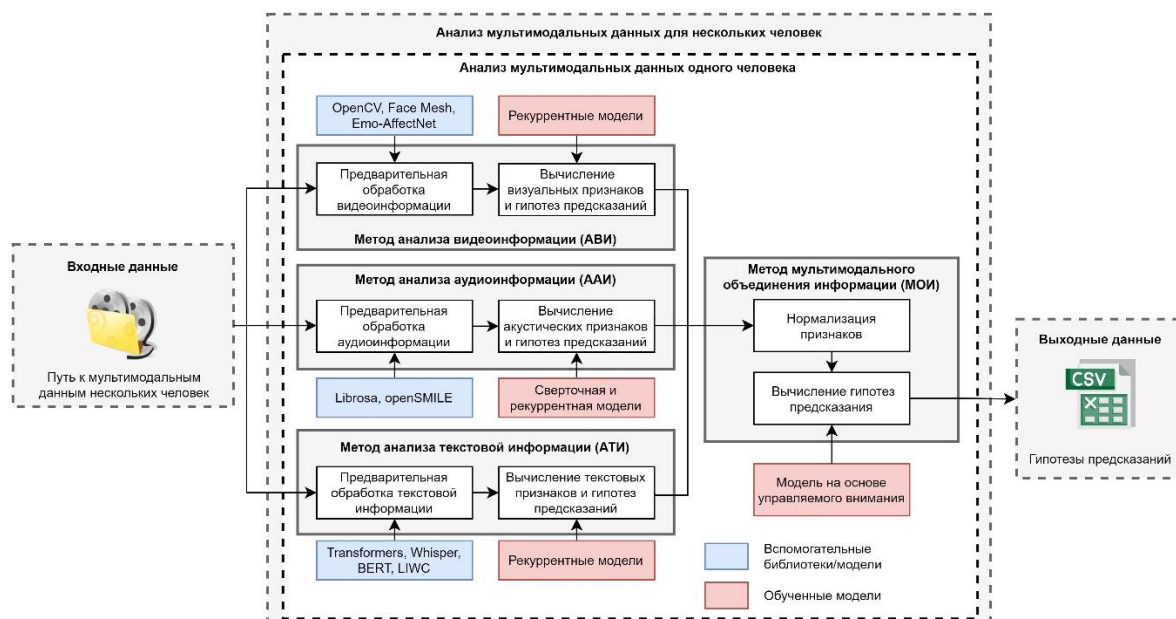 Анализ мультимодальных данных для нескольких человек
Анализ мультимодальных данных одного человека
OpenCV, Face Mesh,
Emo-AffectNet
Рекуррентные модели
Предварительная
обработка
видеоинформации
Вычисление
визуальных признаков
и гипотез предсказаний
Метод анализа видеоинформации (АВИ)
Входные данные
Путь к мультимодальным
данным нескольких человек
Метод анализа аудиоинформации (ААИ)
Предварительная
обработка
аудиоинформации
Вычисление
акустических признаков
и гипотез предсказаний
Librosa, openSMILE
Сверточная и
рекуррентная модели
Метод анализа текстовой информации (АТИ)
Предварительная
обработка текстовой
информации
Вычисление текстовых
признаков и гипотез
предсказаний
Transformers, Whisper,
BERT, LIWC
Рекуррентные модели
Метод мультимодального
объединения информации (МОИ)
Нормализация
признаков
Вычисление гипотез
предсказания
Модель на основе
управляемого внимания
Вспомогательные
библиотеки/модели
Обученные модели
Выходные данные
CSV
Гипотезы предсказаний